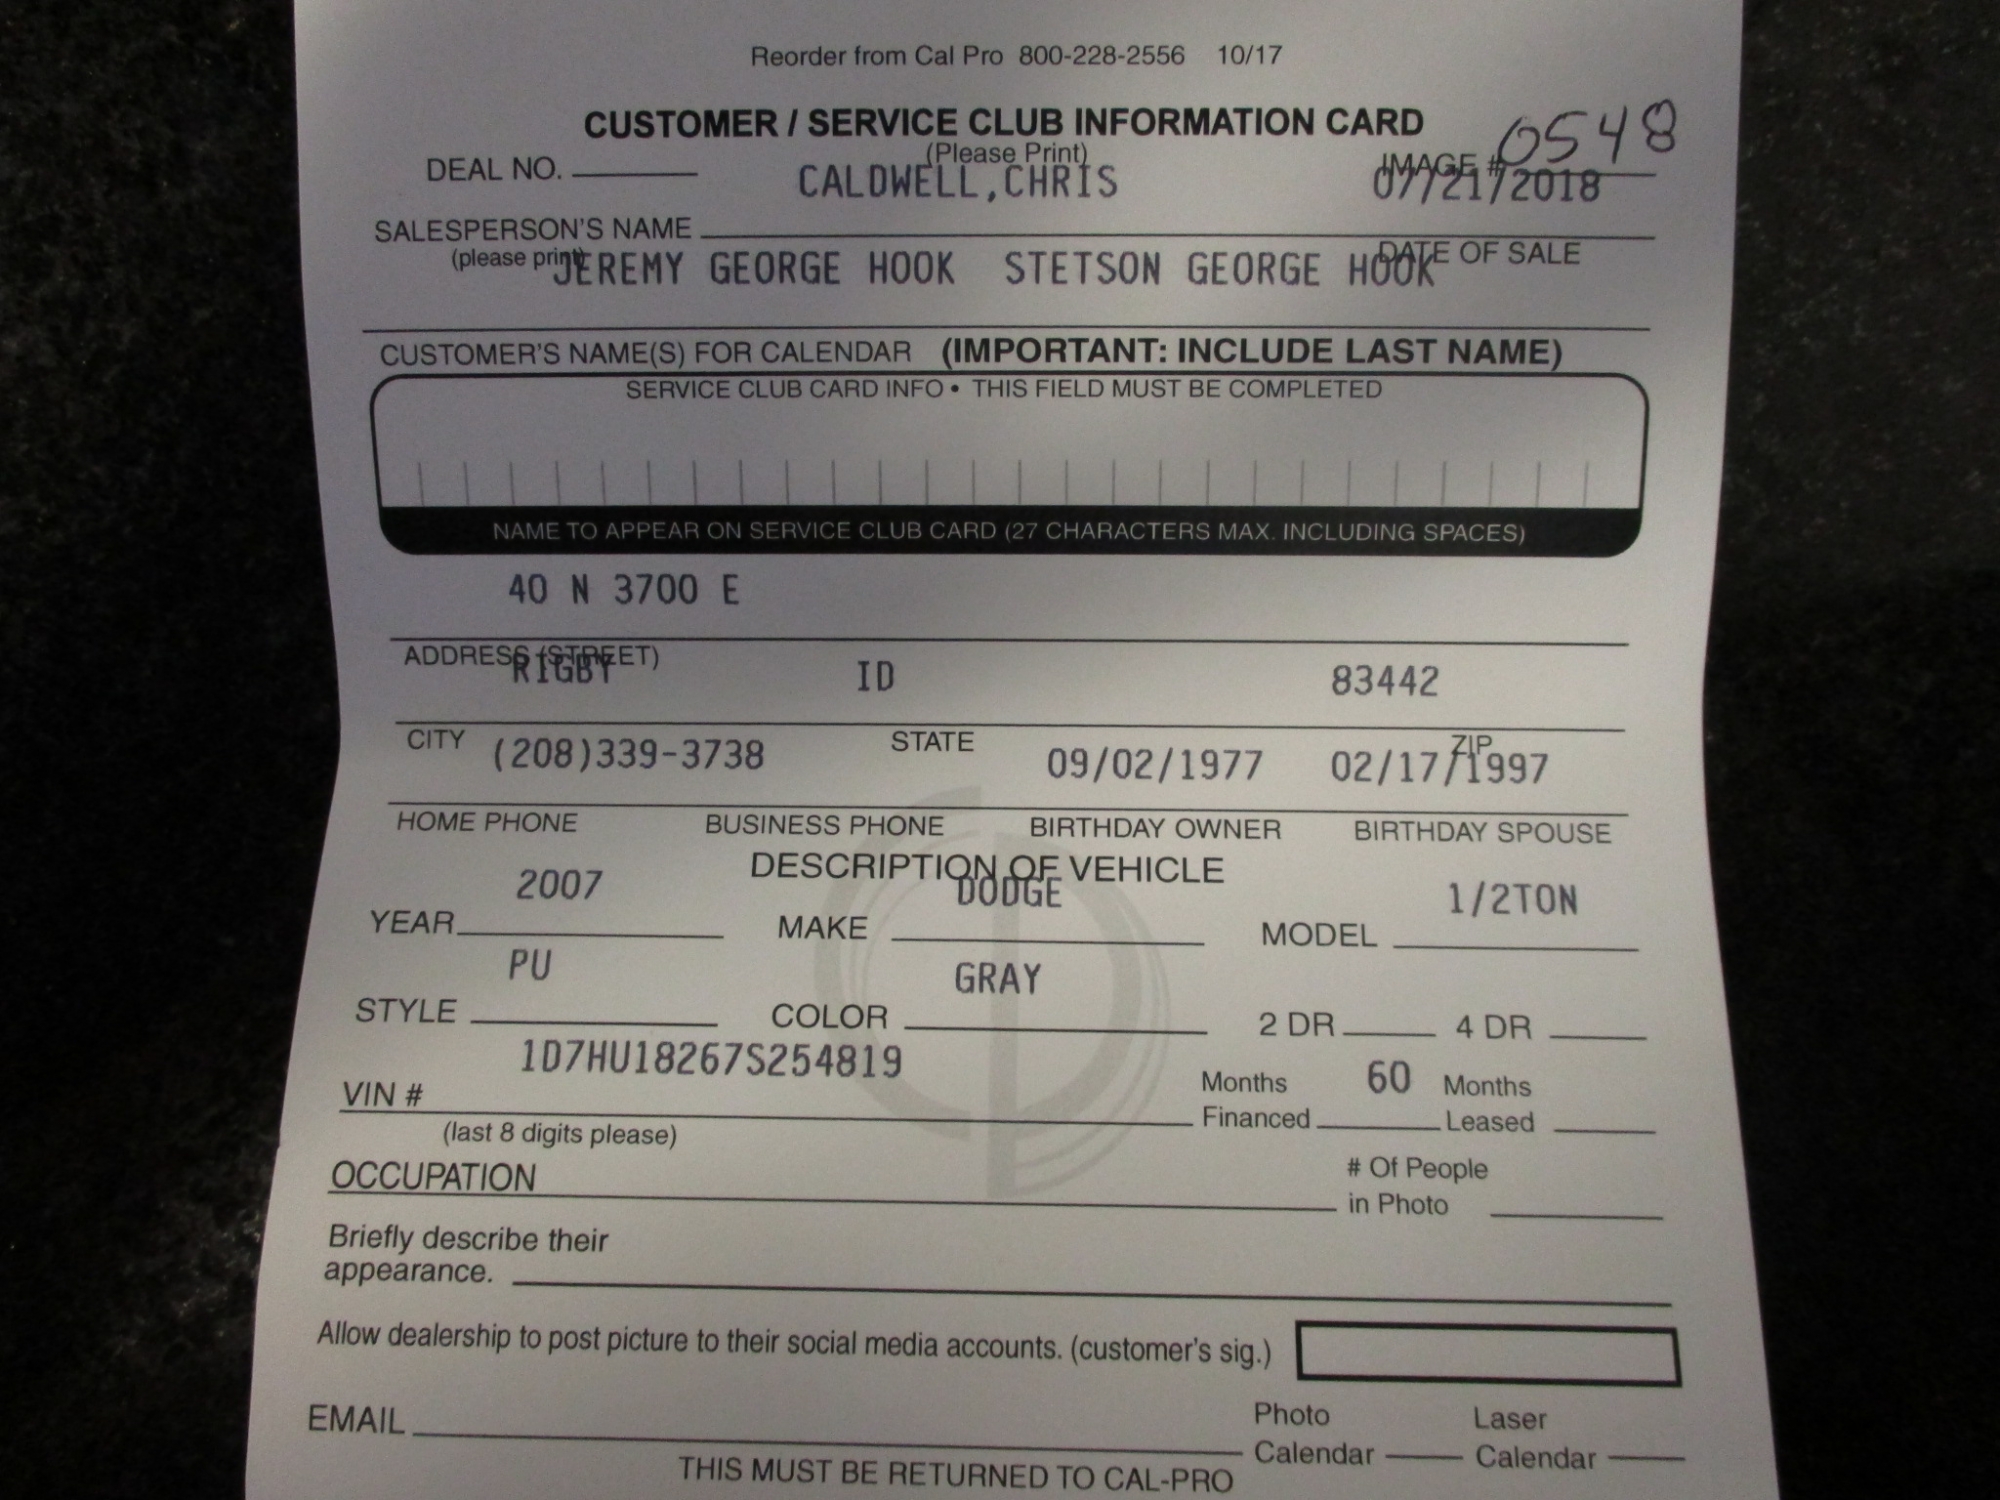 Reorder from Cal Pro 800-228-2556 10/17
CUSTOMER / SERVICE CLUB INFORMATION CARD
(Please Print)
DEAL NO. CALDWELL,CHRIS IMAGE # 0548
07/21/2018
SALESPERSON'S NAME
(please print) DATE OF SALE
JEREMY GEORGE HOOK STETSON GEORGE HOOK
CUSTOMER'S NAME(S) FOR CALENDAR (IMPORTANT: INCLUDE LAST NAME)
SERVICE CLUB CARD INFO • THIS FIELD MUST BE COMPLETED
NAME TO APPEAR ON SERVICE CLUB CARD (27 CHARACTERS MAX. INCLUDING SPACES)
40 N 3700 E
ADDRESS (STREET)
RIGBY ID 83442
CITY STATE ZIP
(208)339-3738 09/02/1977 02/17/1997
HOME PHONE BUSINESS PHONE BIRTHDAY OWNER BIRTHDAY SPOUSE
DESCRIPTION OF VEHICLE
2007 DODGE 1/2TON
YEAR MAKE MODEL
PU GRAY
STYLE COLOR 2 DR 4 DR
1D7HU18267S254819
VIN # Months Financed 60 Months Leased
(last 8 digits please)
OCCUPATION # Of People
in Photo
Briefly describe their
appearance.
Allow dealership to post picture to their social media accounts. (customer's sig.)
EMAIL Photo Calendar Laser Calendar
THIS MUST BE RETURNED TO CAL-PRO